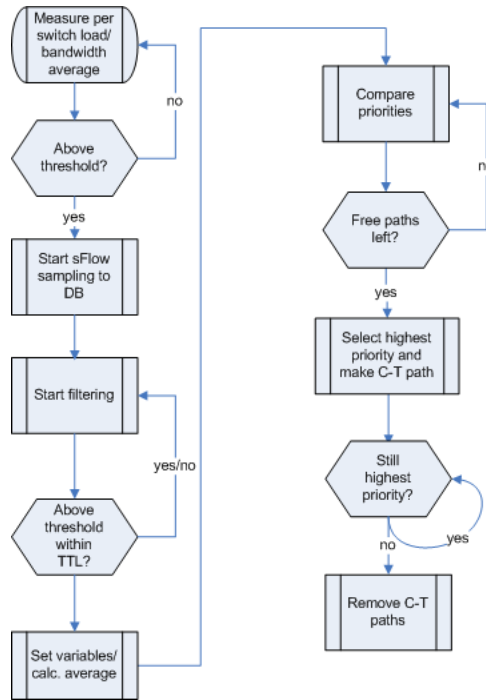 Measure per
switch load/
bandwidth
average
no
Above
threshold?
yes
Start sFlow
sampling to
DB
Start filtering
yes/no
Above
threshold
within
TTL?
Set variables/
calc. average
Compare
priorities
n
Free paths
left?
yes
Select highest
priority and
make C-T path
Still
highest
priority?
yes
no
Remove C-T
paths